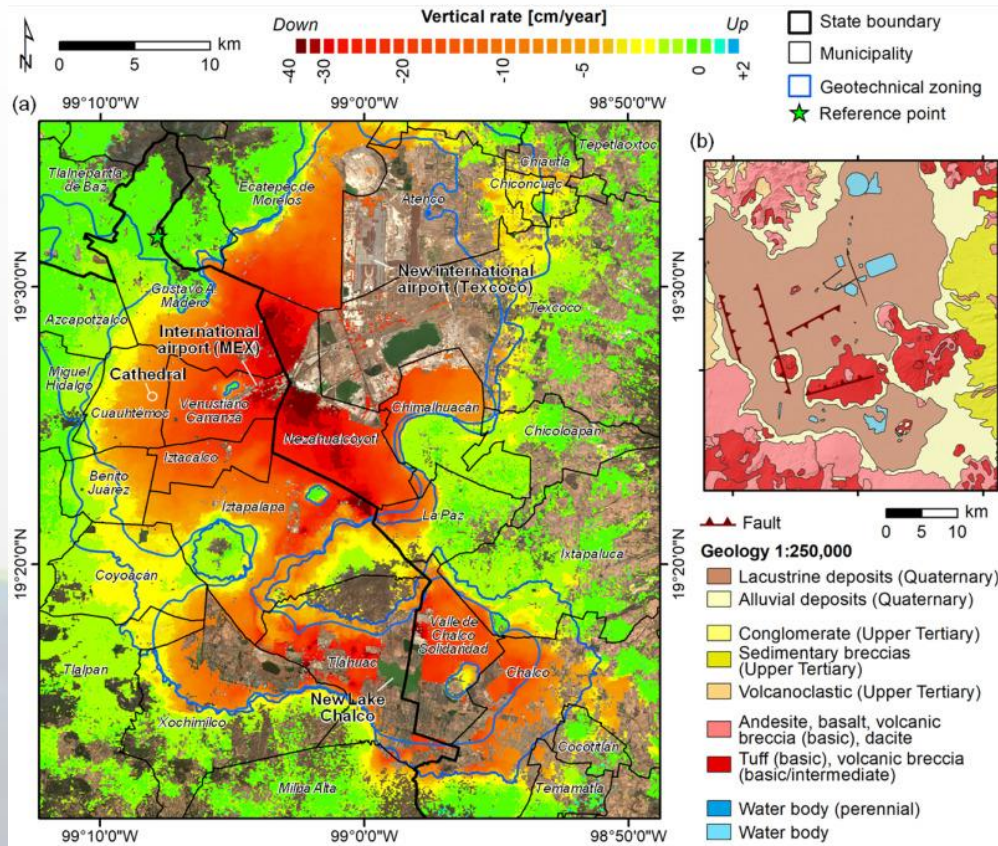 Vertical rate [cm/year]
Down
Up
-40
-30
-20
-10
-5
0
+2
N
0 5 10
km
State boundary
Municipality
Geotechnical zoning
Reference point
(a)
99°10'0"W
99°0'0"W
98°50'0"W
Tlalnepantla
de Baz
Ecatepec de
Morelos
Tepetlaoxtoc
Chiautla
Chiconcuac
Atenco
New international
airport (Texcoco)
19°30'0"N
19°30'0"N
Gustavo A.
Madero
Texcoco
Azcapotzalco
International
airport (MEX)
Miguel
Hidalgo
Cathedral
Cuauhtémoc
Venustiano
Carranza
Chimalhuacán
Nezahualcóyotl
Chicoloapan
Iztacalco
Benito
Juárez
Iztapalapa
La Paz
Ixtapaluca
19°20'0"N
19°20'0"N
Coyoacán
Valle de
Chalco
Solidaridad
Tláhuac
Chalco
Tlalpan
New Lake
Chalco
Xochimilco
Cocotitlán
Milpa Alta
Temamatla
99°10'0"W
99°0'0"W
98°50'0"W
(b)
Fault
0 5 10
km
Geology 1:250,000
Lacustrine deposits (Quaternary)
Alluvial deposits (Quaternary)
Conglomerate (Upper Tertiary)
Sedimentary breccias
(Upper Tertiary)
Volcanoclastic (Upper Tertiary)
Andesite, basalt, volcanic
breccia (basic), dacite
Tuff (basic), volcanic breccia
(basic/intermediate)
Water body (perennial)
Water body